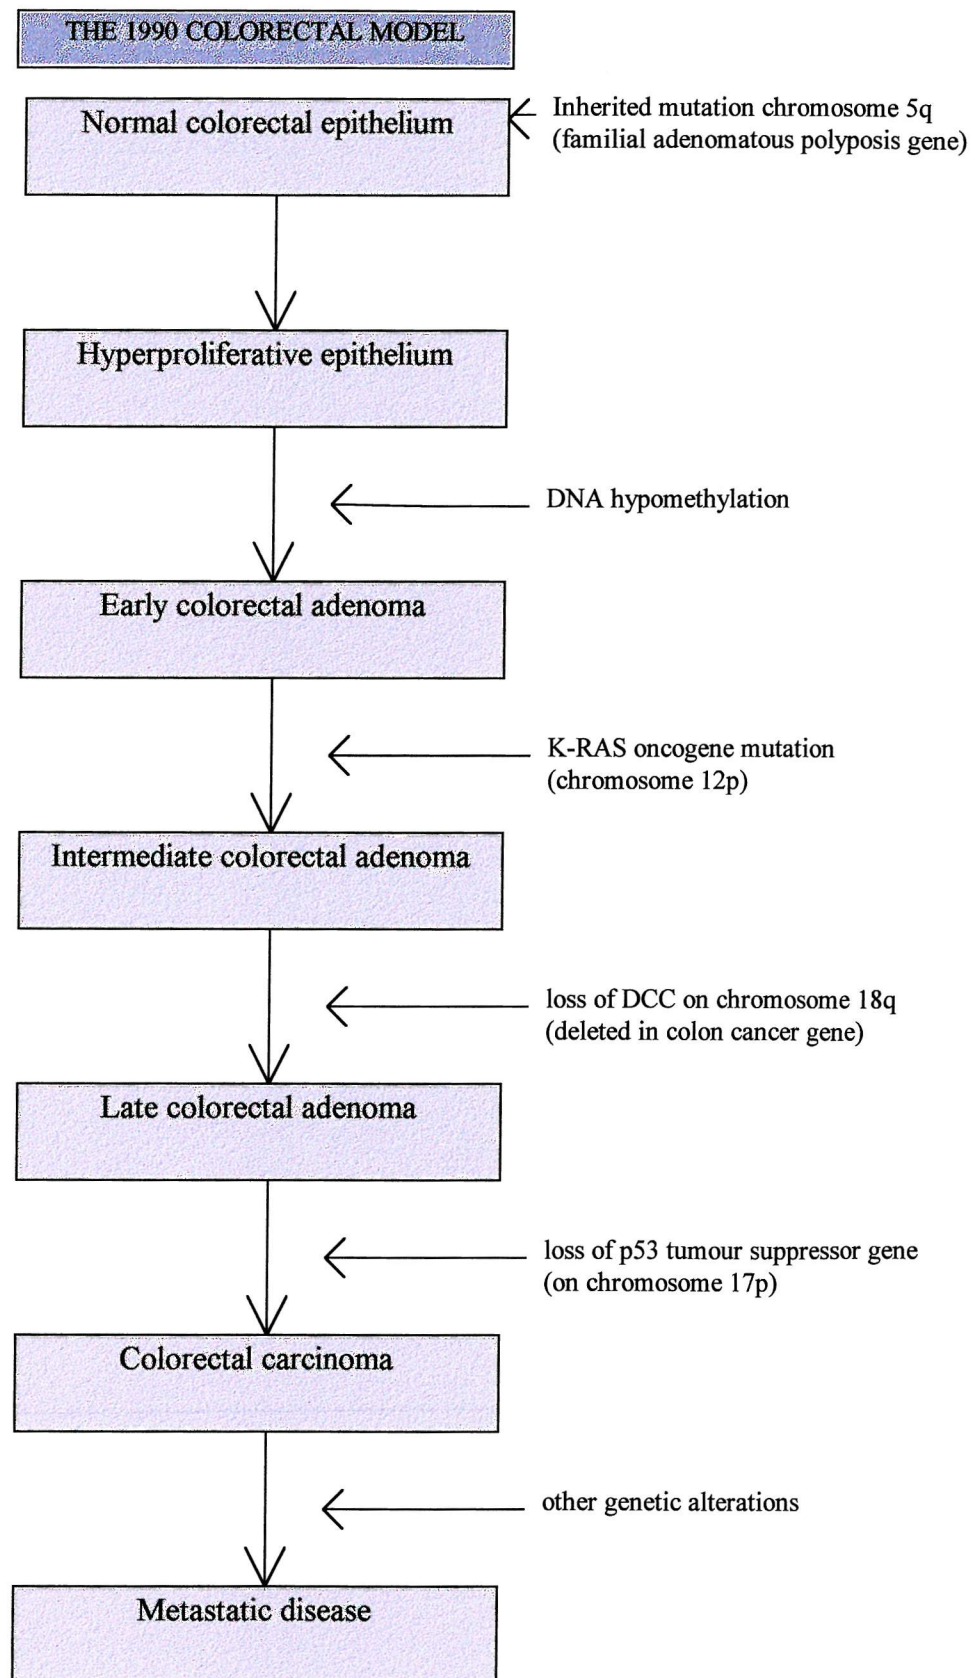 THE 1990 COLORECTAL MODEL
Normal colorectal epithelium
Inherited mutation chromosome 5q
(familial adenomatous polyposis gene)
Hyperproliferative epithelium
DNA hypomethylation
Early colorectal adenoma
K-RAS oncogene mutation
(chromosome 12p)
Intermediate colorectal adenoma
loss of DCC on chromosome 18q
(deleted in colon cancer gene)
Late colorectal adenoma
loss of p53 tumour suppressor gene
(on chromosome 17p)
Colorectal carcinoma
other genetic alterations
Metastatic disease